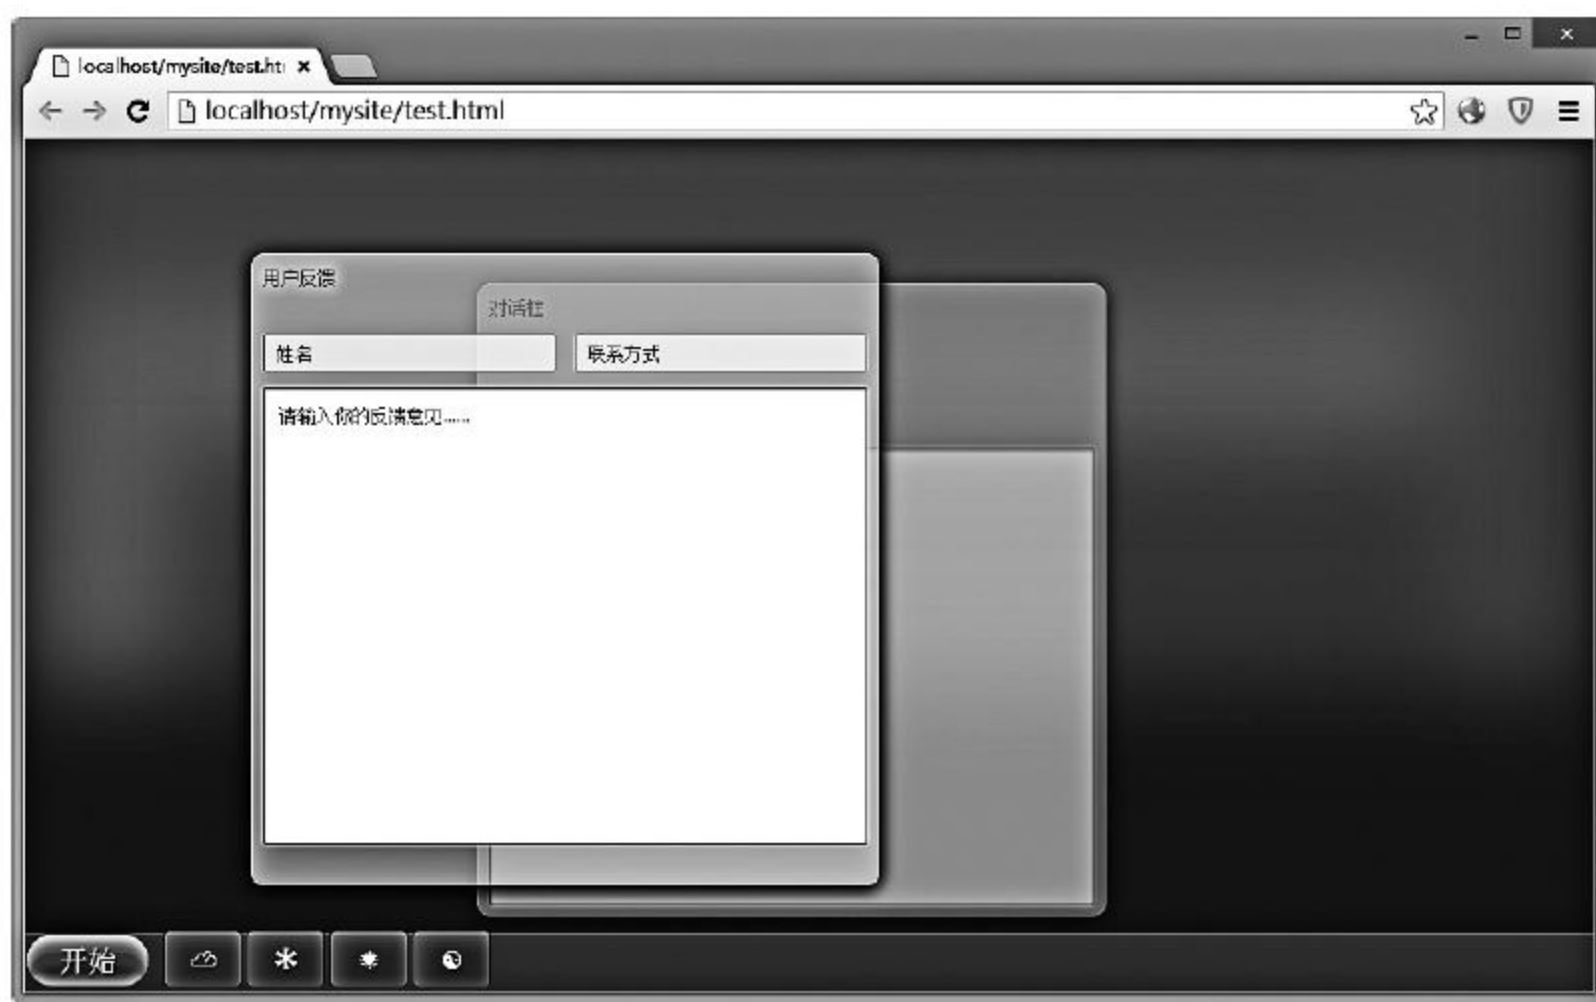 localhost/mysite/test.ht
localhost/mysite/test.html
用户反馈
对话框
姓名
联系方式
请输入你的反馈意见……
开始